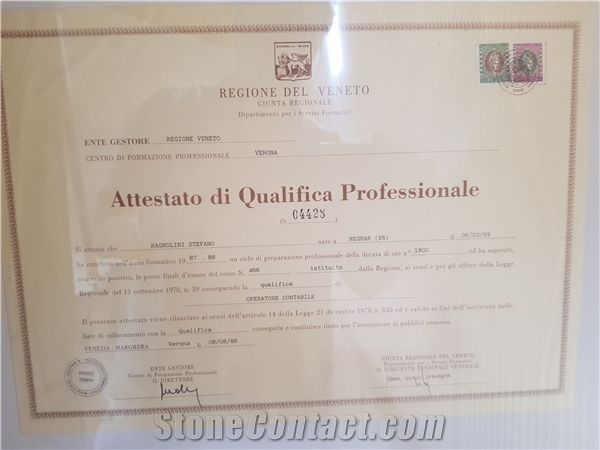 REGIONE DEL VENETO
GIUNTA REGIONALE
Dipartimento per i Servizi Formativi
ENTE GESTORE REGIONE VENETO
CENTRO DI FORMAZIONE PROFESSIONALE VERONA
Attestato di Qualifica Professionale
(N. 04428)
Si attesta che RAGNOLINI STEFANO nato a NEGRAR (VR) il 06/03/69
ha concluso nell'anno formativo 1987/88 un ciclo di preparazione professionale della durata di ore n° 1800 ed ha superato,
con esito positivo, le prove finali d'esame del corso N. 466 istituito dalla Regione, ai sensi e per gli effetti della Legge
Regionale del 13 settembre 1978, n. 59 conseguendo la qualifica di:
OPERATORE CONTABILE
Il presente attestato viene rilasciato ai sensi dell'articolo 14 della Legge 21 dicembre 1978 n. 845 ed è valido ai fini dell'iscrizione nelle
liste di collocamento con la Qualifica conseguita e costituisce titolo per l'ammissione ai pubblici concorsi.
VENEZIA-MARGHERA Verona li 08/08/88
ENTE GESTORE
Centro di Formazione Professionale
IL DIRETTORE
GIUNTA REGIONALE DEL VENETO
Dipartimento per i Servizi Formativi
IL DIRIGENTE REGIONALE GENERALE
StoneContact.com